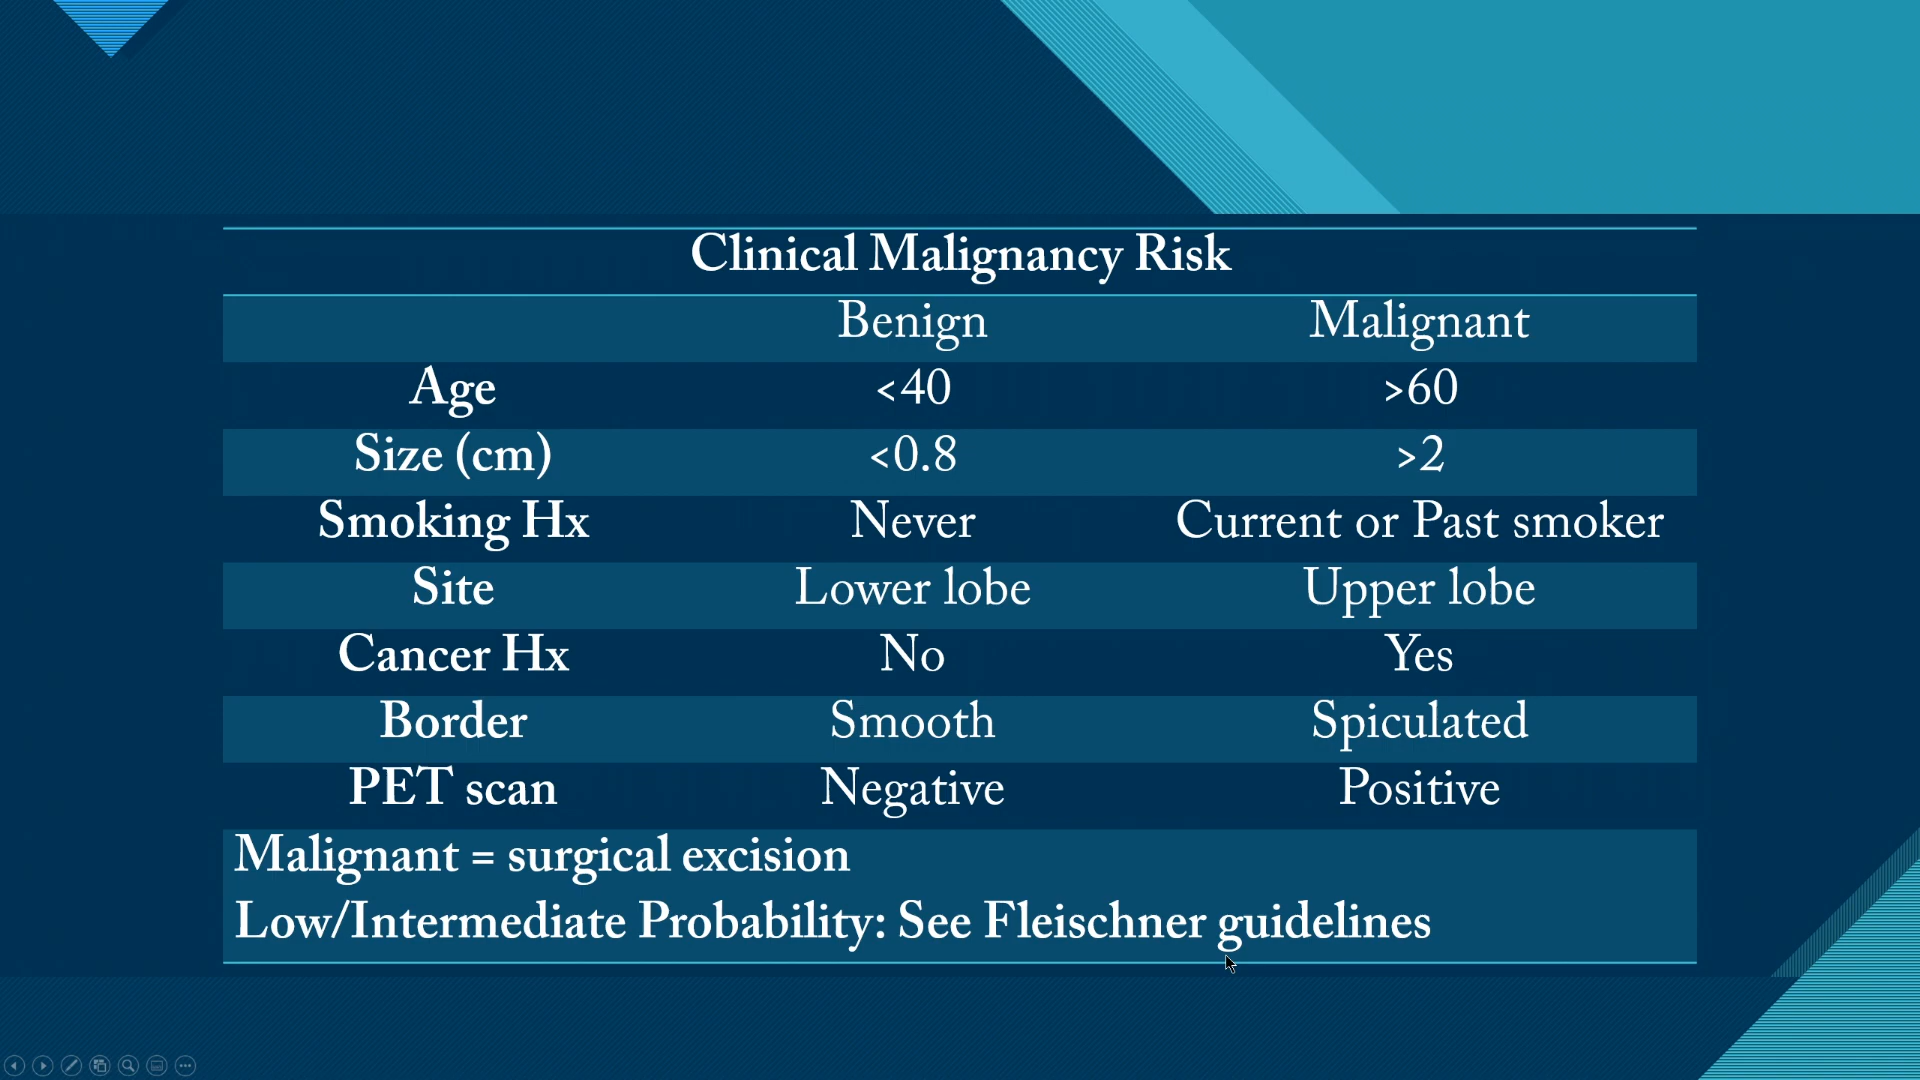 Clinical Malignancy Risk
Benign Malignant
Age <40 >60
Size (cm) <0.8 >2
Smoking Hx Never Current or Past smoker
Site Lower lobe Upper lobe
Cancer Hx No Yes
Border Smooth Spiculated
PET scan Negative Positive
Malignant = surgical excision
Low/Intermediate Probability: See Fleischner guidelines